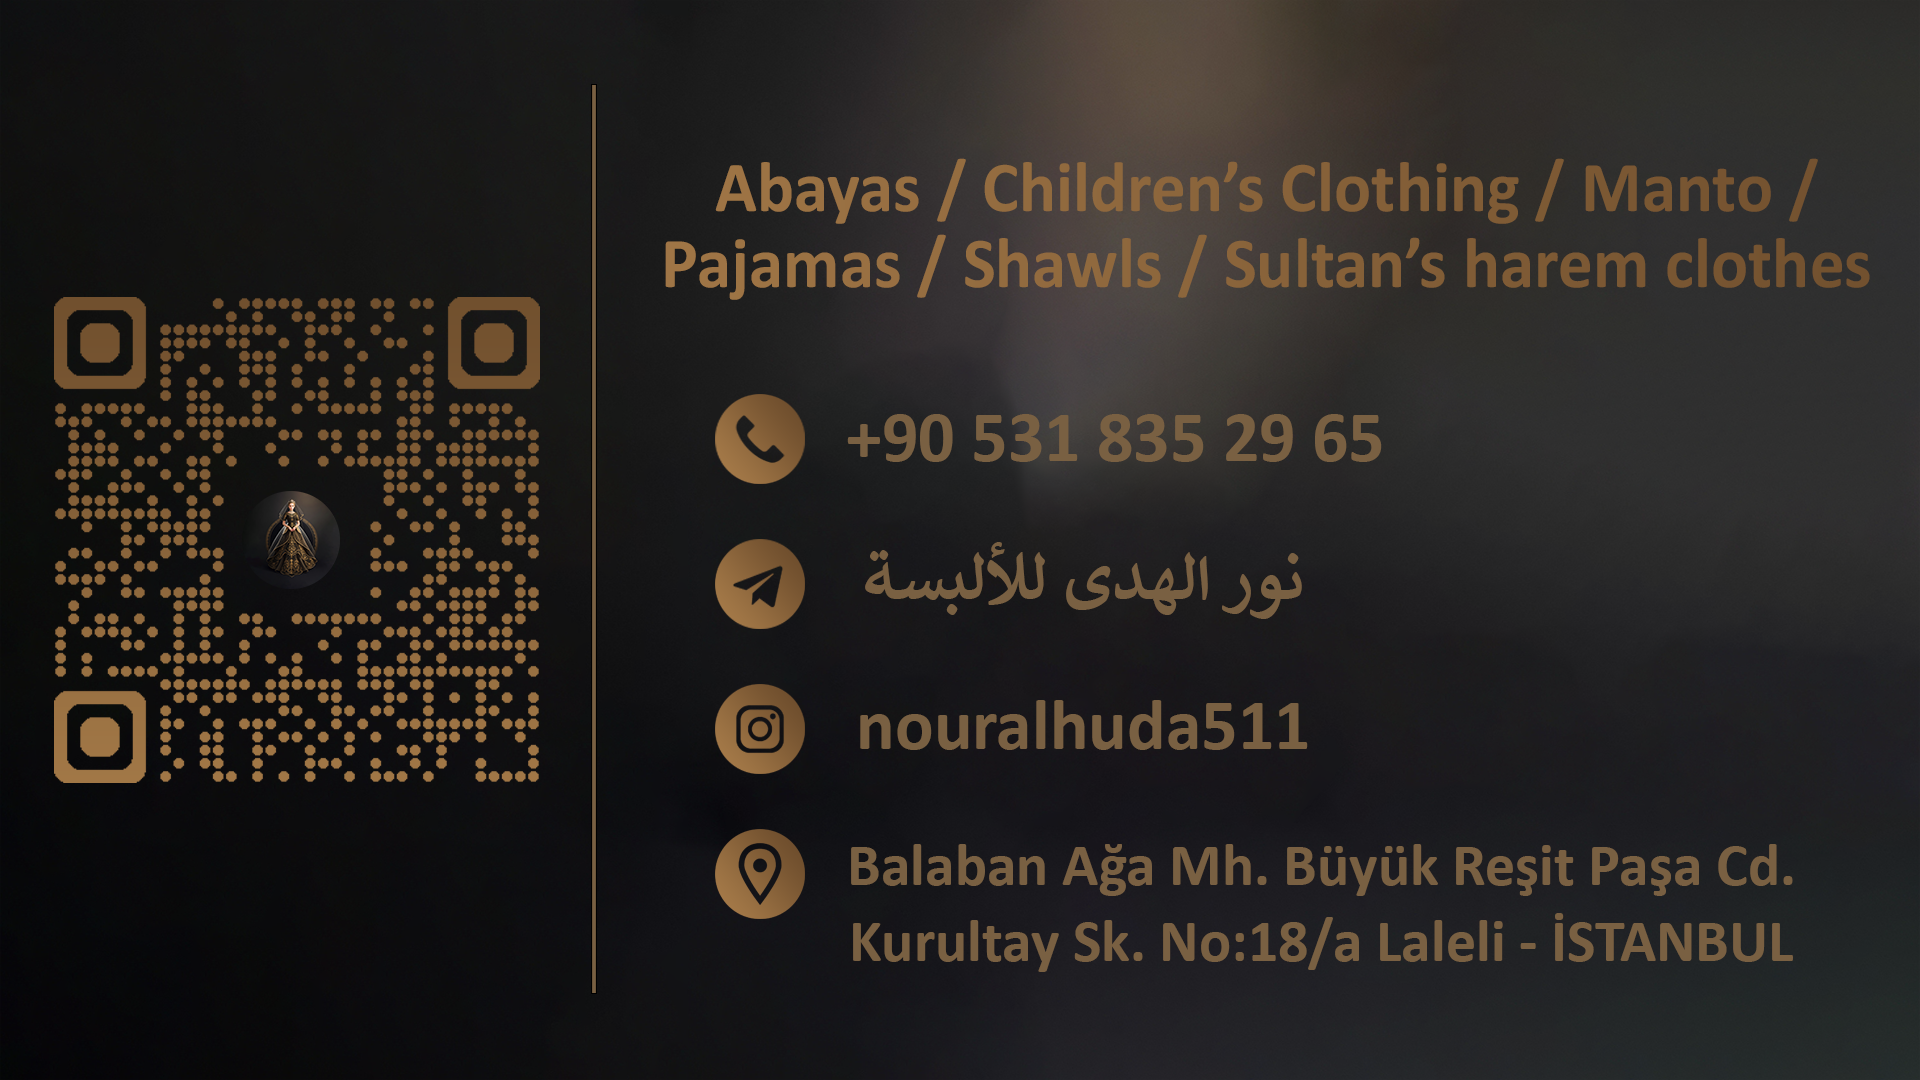 Abayas / Children’s Clothing / Manto /
Pajamas / Shawls / Sultan’s harem clothes
+90 531 835 29 65
نور الهدى للألبسة
nouralhuda511
Balaban Ağa Mh. Büyük Reşit Paşa Cd.
Kurultay Sk. No:18/a Laleli - İSTANBUL